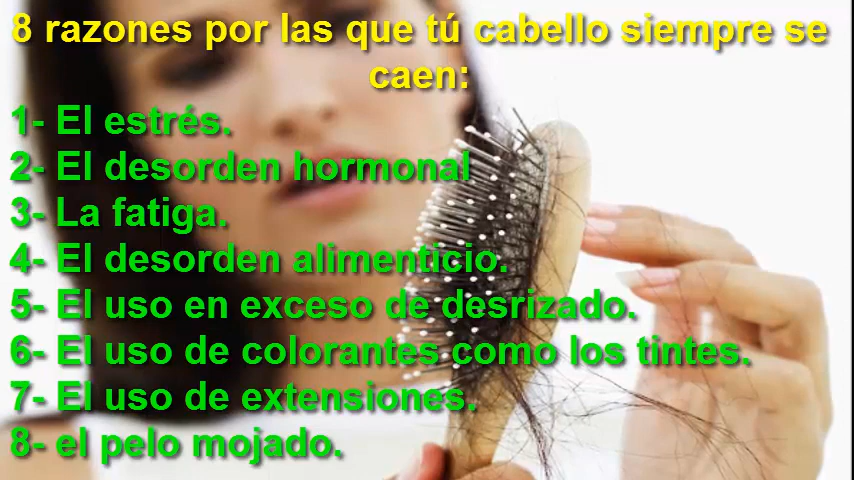 8 razones por las que tú cabello siempre se
caen:
1- El estrés.
2- El desorden hormonal
3- La fatiga.
4- El desorden alimenticio.
5- El uso en exceso de desrizado.
6- El uso de colorantes como los tintes.
7- El uso de extensiones.
8- el pelo mojado.